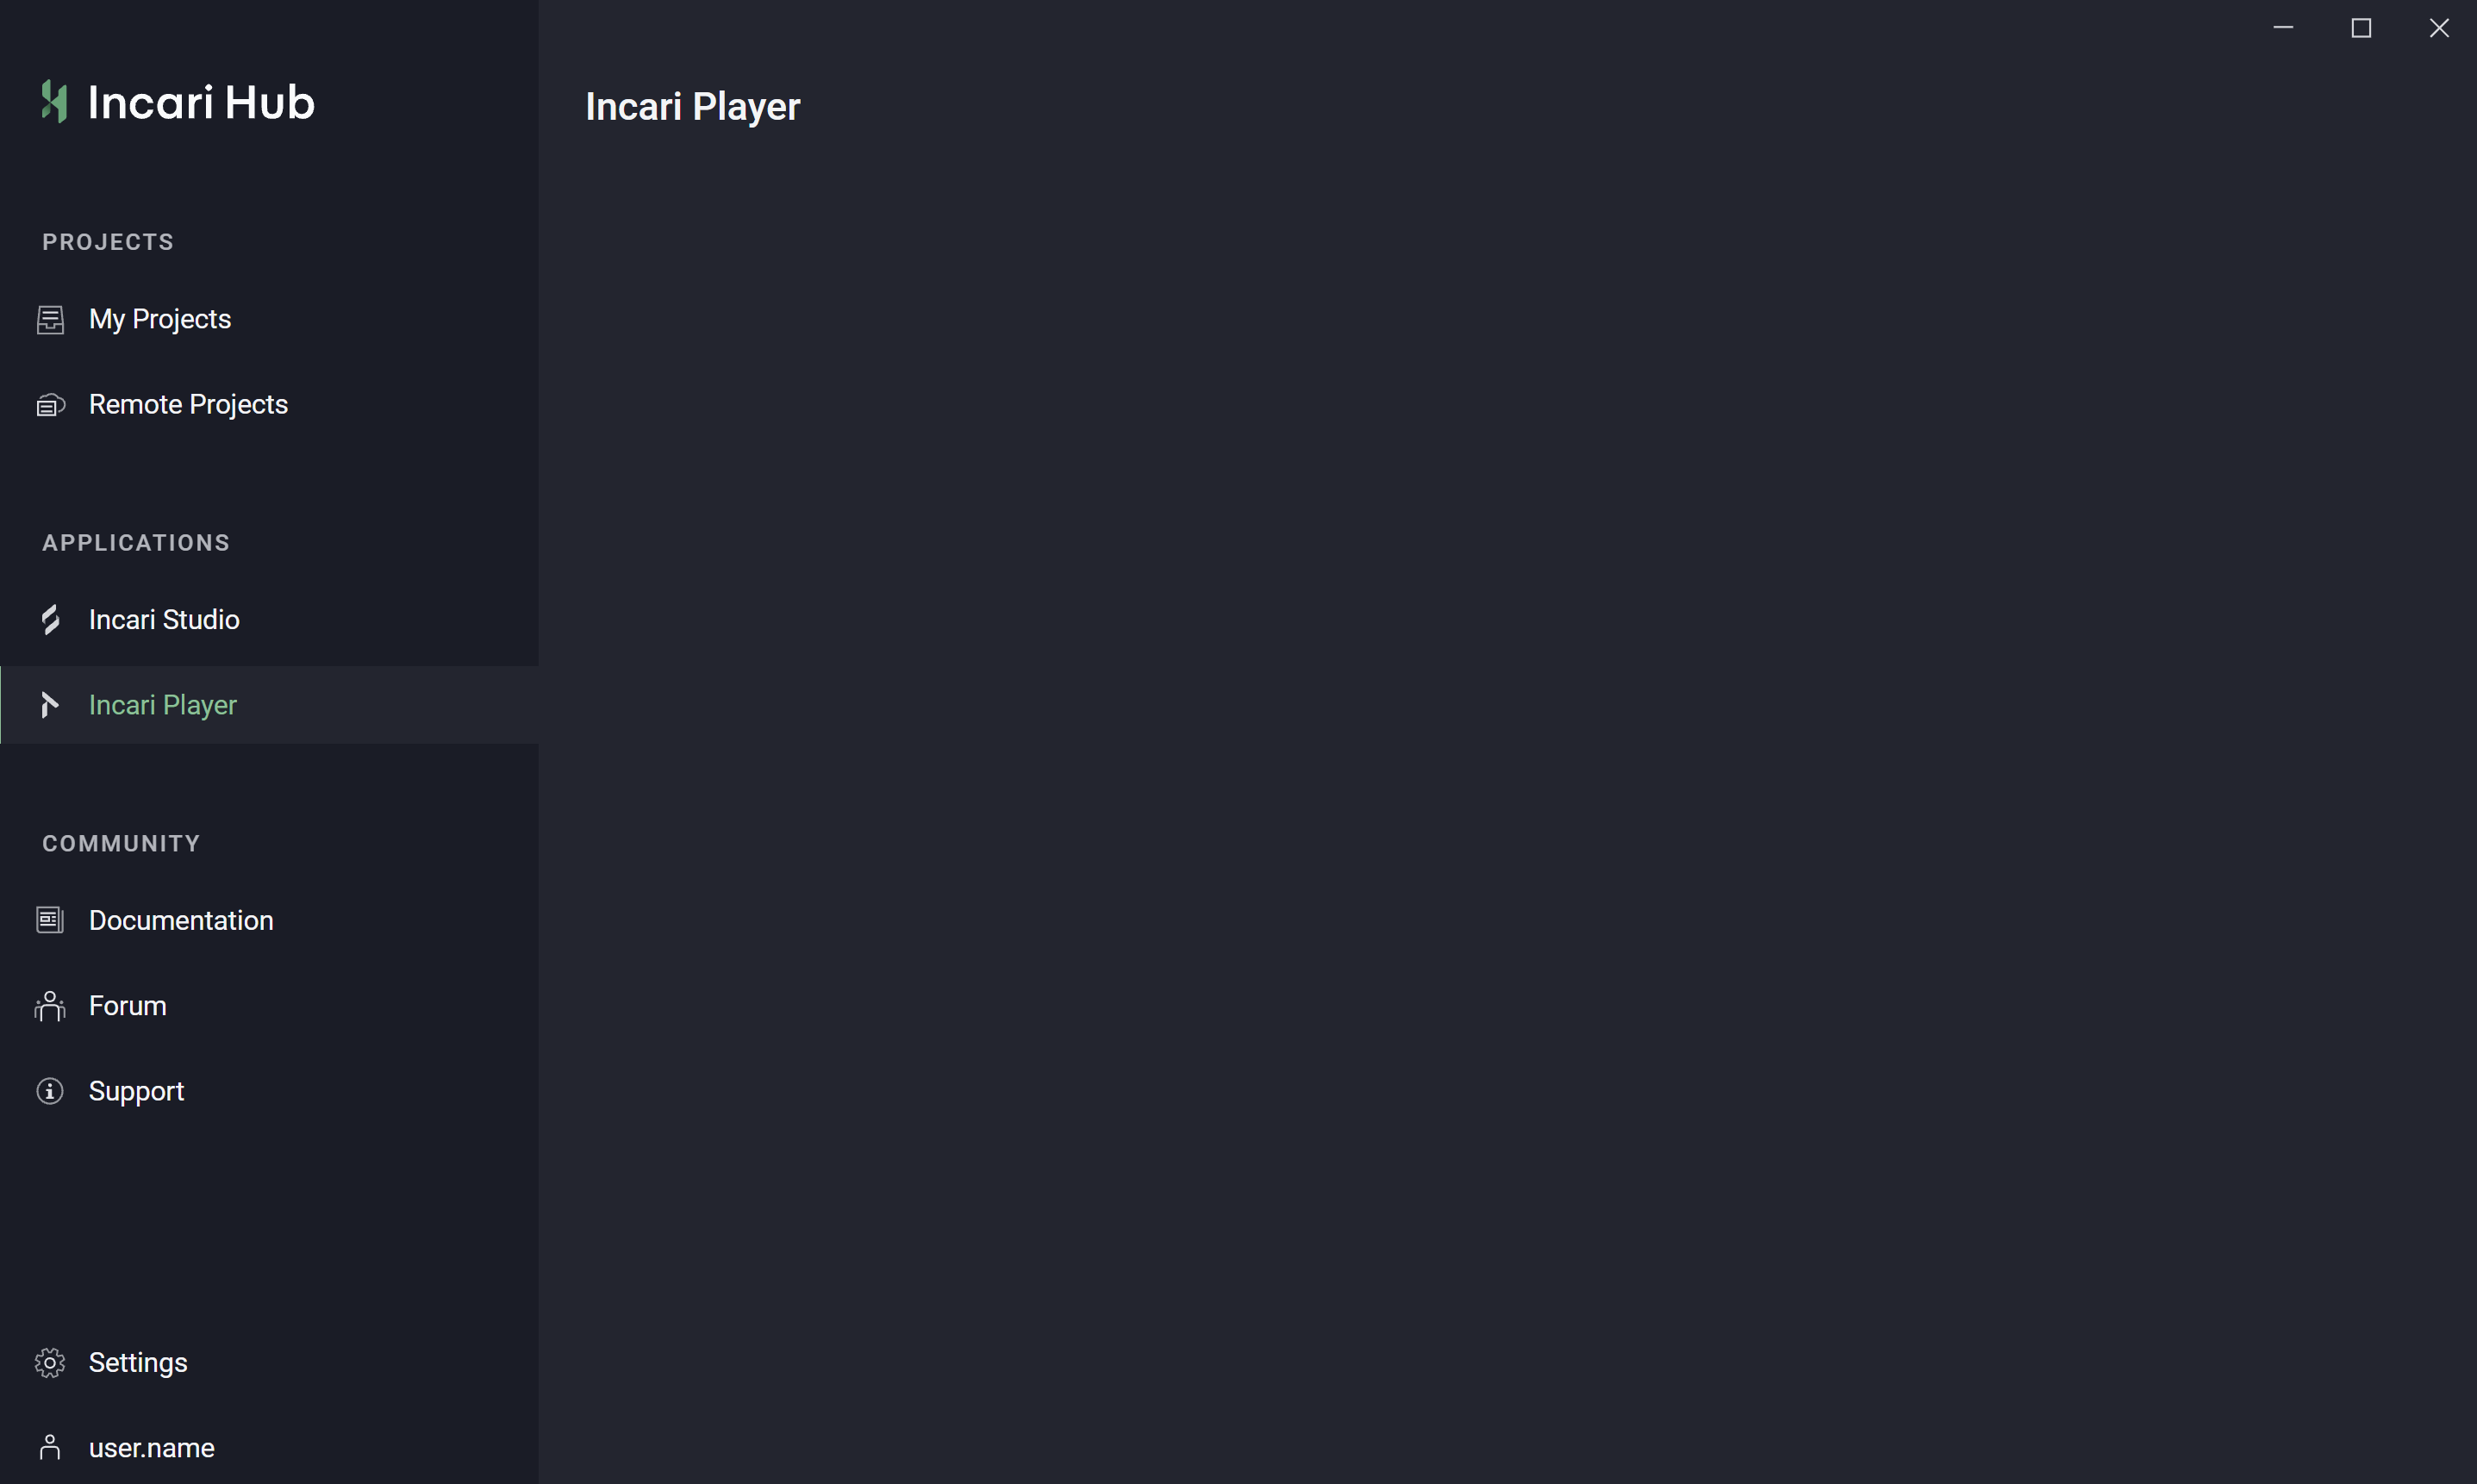 Incari Hub
PROJECTS
My Projects
Remote Projects
APPLICATIONS
Incari Studio
Incari Player
COMMUNITY
Documentation
Forum
Support
Settings
user.name
Incari Player